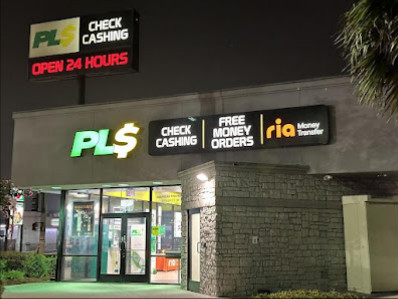 PL$
CHECK
CASHING
OPEN 24 HOURS
PL$
CHECK
CASHING
FREE
MONEY
ORDERS
ria Money
Transfer